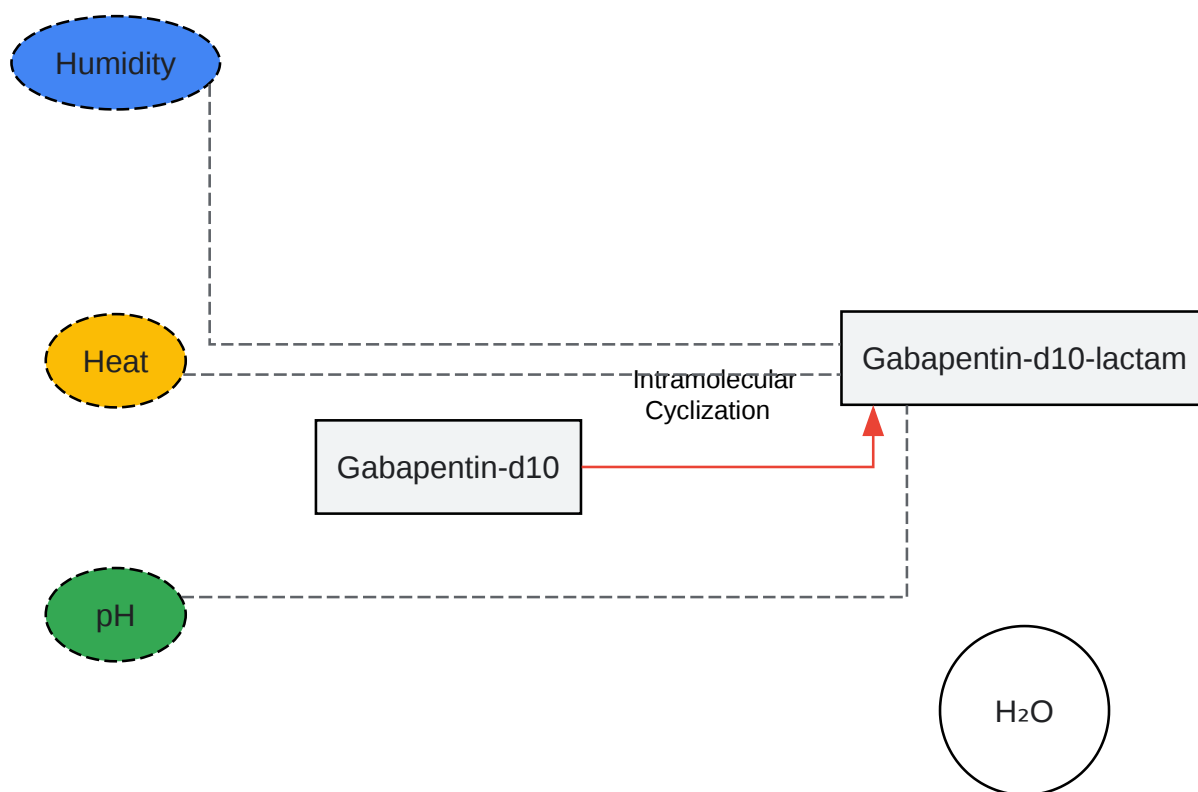 Humidity
Heat
Gabapentin-d10-lactam
Intramolecular
Cyclization
Gabapentin-d10
pH
H₂O